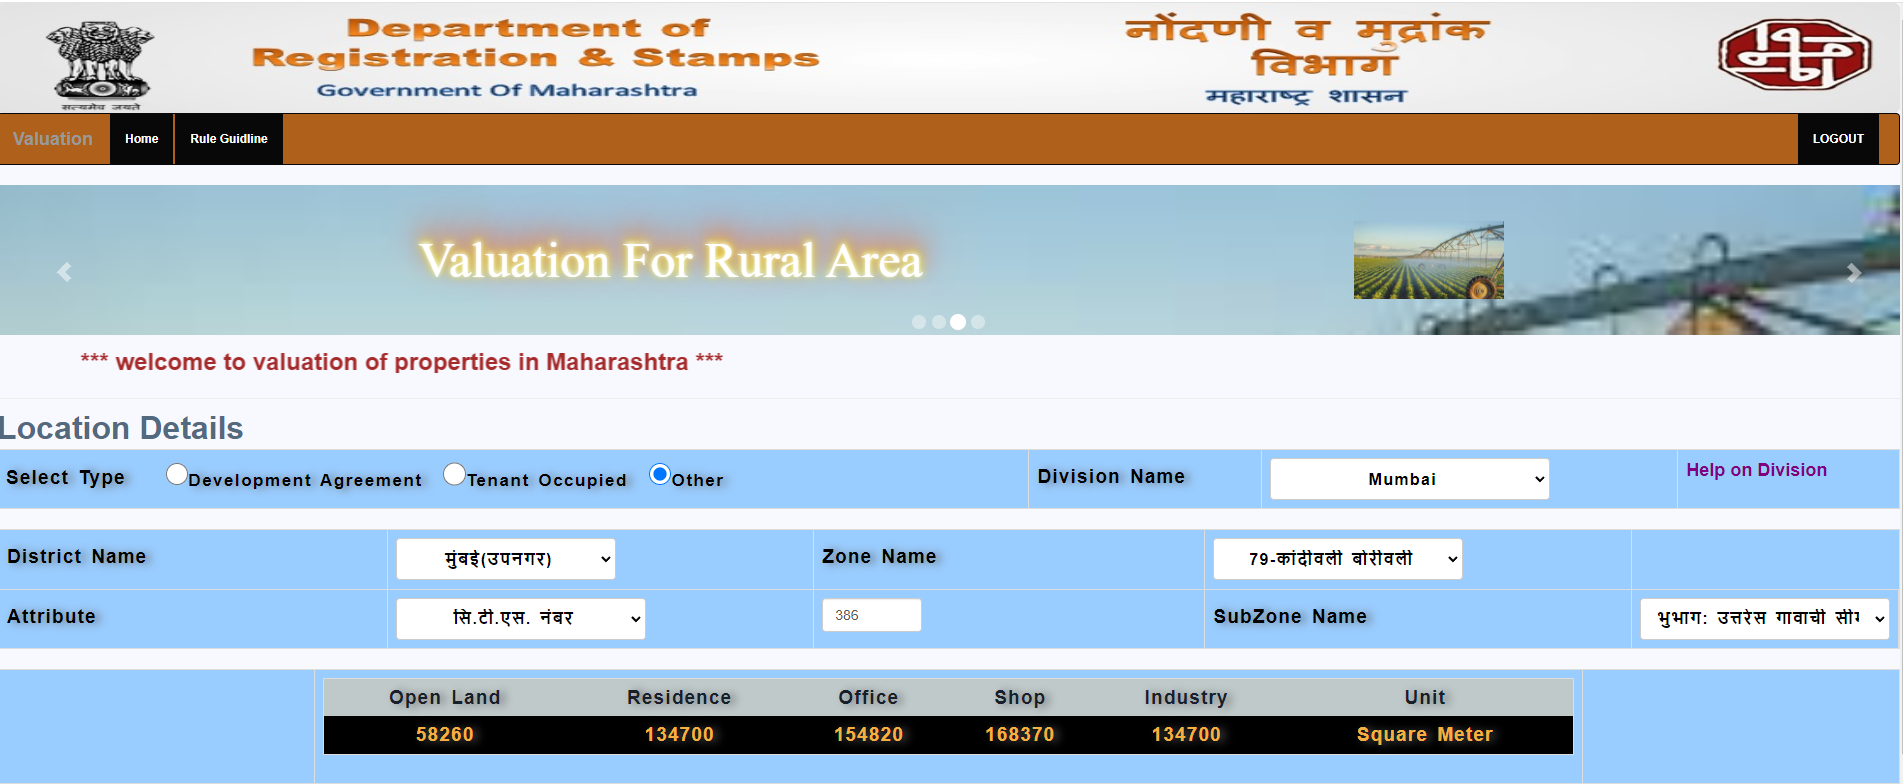 Department of
Registration & Stamps
Government Of Maharashtra
सत्यमेव जयते
नोंदणी व मुद्रांक
विभाग
महाराष्ट्र शासन
Valuation Home Rule Guidline LOGOUT
Valuation For Rural Area
*** welcome to valuation of properties in Maharashtra ***
Location Details
Select Type Development Agreement Tenant Occupied Other Division Name Mumbai Help on Division
District Name मुंबई(उपनगर) Zone Name 79-कांदीवली बोरीवली
Attribute सि.टी.एस. नंबर 386 SubZone Name भुभाग: उत्तरेस गावाची
Open Land Residence Office Shop Industry Unit
58260 134700 154820 168370 134700 Square Meter